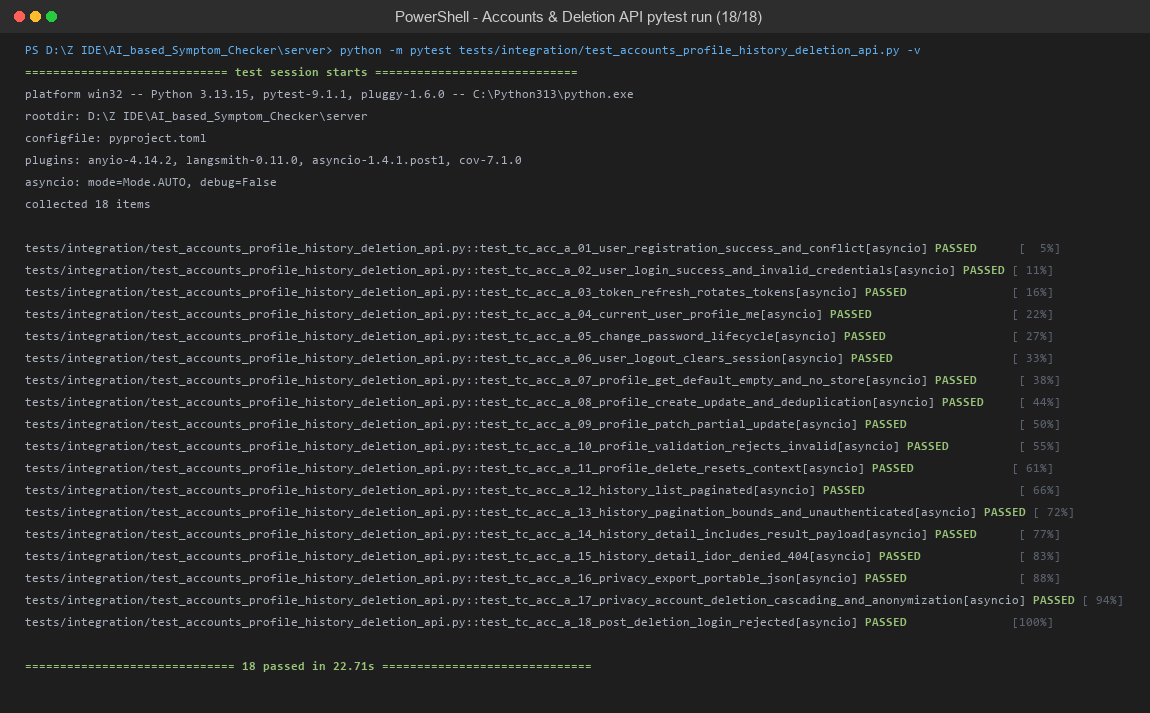 PowerShell - Accounts & Deletion API pytest run (18/18)
PS D:\Z IDE\AI_based_Symptom_Checker\server> python -m pytest tests/integration/test_accounts_profile_history_deletion_api.py -v
============================= test session starts =============================
platform win32 -- Python 3.13.15, pytest-9.1.1, pluggy-1.6.0 -- C:\Python313\python.exe
rootdir: D:\Z IDE\AI_based_Symptom_Checker\server
configfile: pyproject.toml
plugins: anyio-4.14.2, langsmith-0.11.0, asyncio-1.4.1.post1, cov-7.1.0
asyncio: mode=Mode.AUTO, debug=False
collected 18 items
tests/integration/test_accounts_profile_history_deletion_api.py::test_tc_acc_a_01_user_registration_success_and_conflict[asyncio] PASSED [  5%]
tests/integration/test_accounts_profile_history_deletion_api.py::test_tc_acc_a_02_user_login_success_and_invalid_credentials[asyncio] PASSED [ 11%]
tests/integration/test_accounts_profile_history_deletion_api.py::test_tc_acc_a_03_token_refresh_rotates_tokens[asyncio] PASSED [ 16%]
tests/integration/test_accounts_profile_history_deletion_api.py::test_tc_acc_a_04_current_user_profile_me[asyncio] PASSED [ 22%]
tests/integration/test_accounts_profile_history_deletion_api.py::test_tc_acc_a_05_change_password_lifecycle[asyncio] PASSED [ 27%]
tests/integration/test_accounts_profile_history_deletion_api.py::test_tc_acc_a_06_user_logout_clears_session[asyncio] PASSED [ 33%]
tests/integration/test_accounts_profile_history_deletion_api.py::test_tc_acc_a_07_profile_get_default_empty_and_no_store[asyncio] PASSED [ 38%]
tests/integration/test_accounts_profile_history_deletion_api.py::test_tc_acc_a_08_profile_create_update_and_deduplication[asyncio] PASSED [ 44%]
tests/integration/test_accounts_profile_history_deletion_api.py::test_tc_acc_a_09_profile_patch_partial_update[asyncio] PASSED [ 50%]
tests/integration/test_accounts_profile_history_deletion_api.py::test_tc_acc_a_10_profile_validation_rejects_invalid[asyncio] PASSED [ 55%]
tests/integration/test_accounts_profile_history_deletion_api.py::test_tc_acc_a_11_profile_delete_resets_context[asyncio] PASSED [ 61%]
tests/integration/test_accounts_profile_history_deletion_api.py::test_tc_acc_a_12_history_list_paginated[asyncio] PASSED [ 66%]
tests/integration/test_accounts_profile_history_deletion_api.py::test_tc_acc_a_13_history_pagination_bounds_and_unauthenticated[asyncio] PASSED [ 72%]
tests/integration/test_accounts_profile_history_deletion_api.py::test_tc_acc_a_14_history_detail_includes_result_payload[asyncio] PASSED [ 77%]
tests/integration/test_accounts_profile_history_deletion_api.py::test_tc_acc_a_15_history_detail_idor_denied_404[asyncio] PASSED [ 83%]
tests/integration/test_accounts_profile_history_deletion_api.py::test_tc_acc_a_16_privacy_export_portable_json[asyncio] PASSED [ 88%]
tests/integration/test_accounts_profile_history_deletion_api.py::test_tc_acc_a_17_privacy_account_deletion_cascading_and_anonymization[asyncio] PASSED [ 94%]
tests/integration/test_accounts_profile_history_deletion_api.py::test_tc_acc_a_18_post_deletion_login_rejected[asyncio] PASSED [100%]
============================== 18 passed in 22.71s ==============================